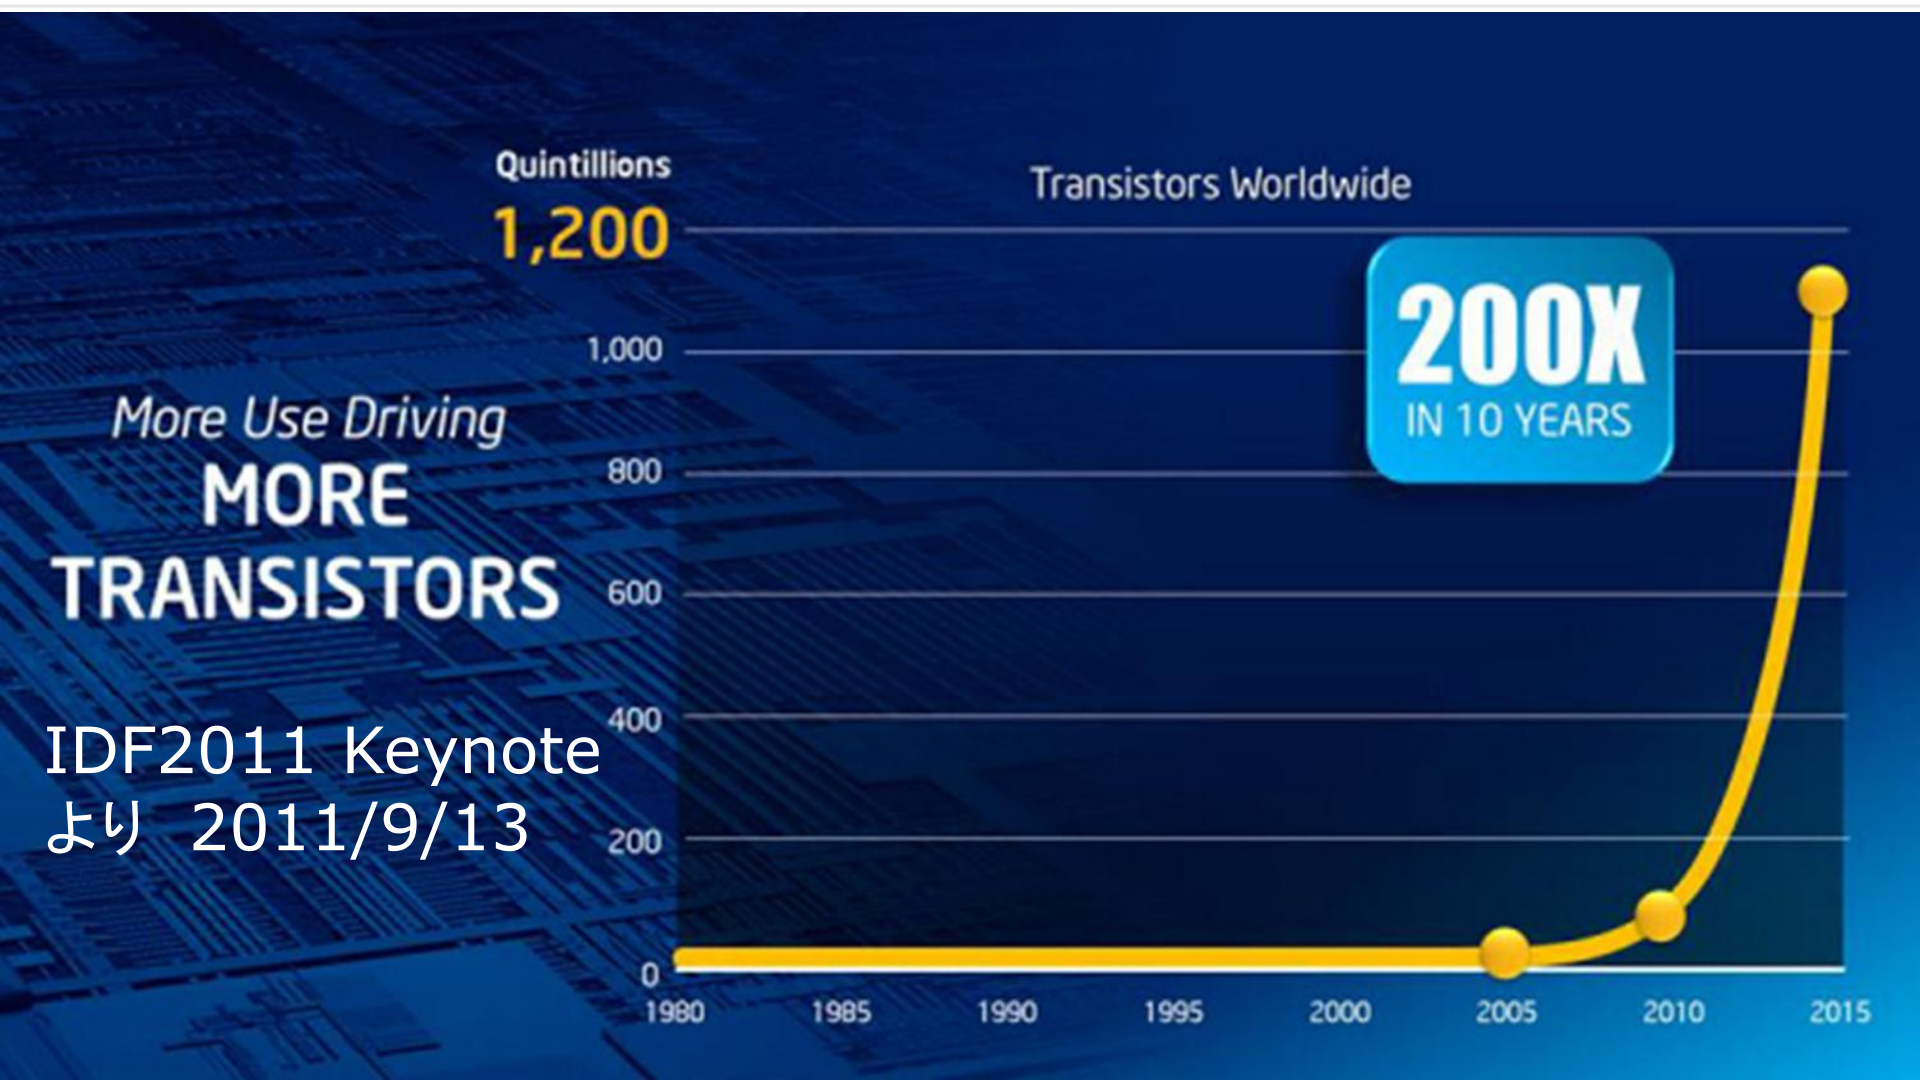 Quintillions
Transistors Worldwide
1,200
200X
IN 10 YEARS
1,000
More Use Driving
MORE
TRANSISTORS
800
600
400
200
0
IDF2011 Keynote
より 2011/9/13
1980 1985 1990 1995 2000 2005 2010 2015